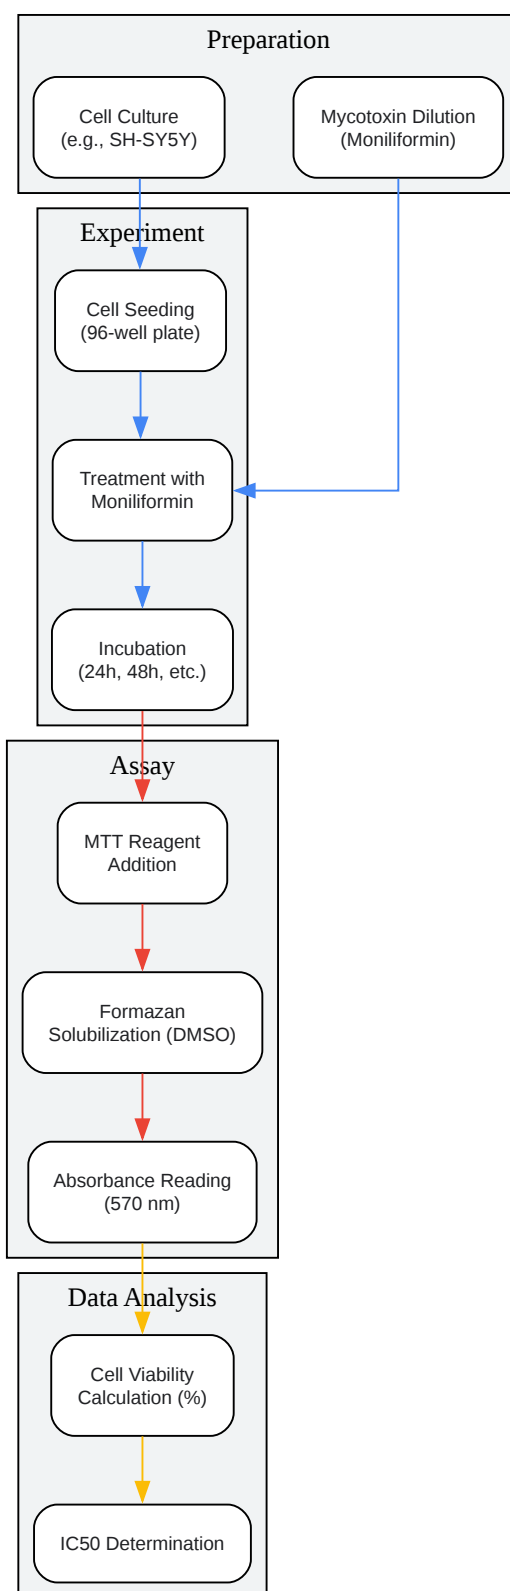 Preparation
Cell Culture
(e.g., SH-SY5Y)
Mycotoxin Dilution
(Moniliformin)
Experiment
Cell Seeding
(96-well plate)
Treatment with
Moniliformin
Incubation
(24h, 48h, etc.)
Assay
MTT Reagent
Addition
Formazan
Solubilization (DMSO)
Absorbance Reading
(570 nm)
Data Analysis
Cell Viability
Calculation (%)
IC50 Determination